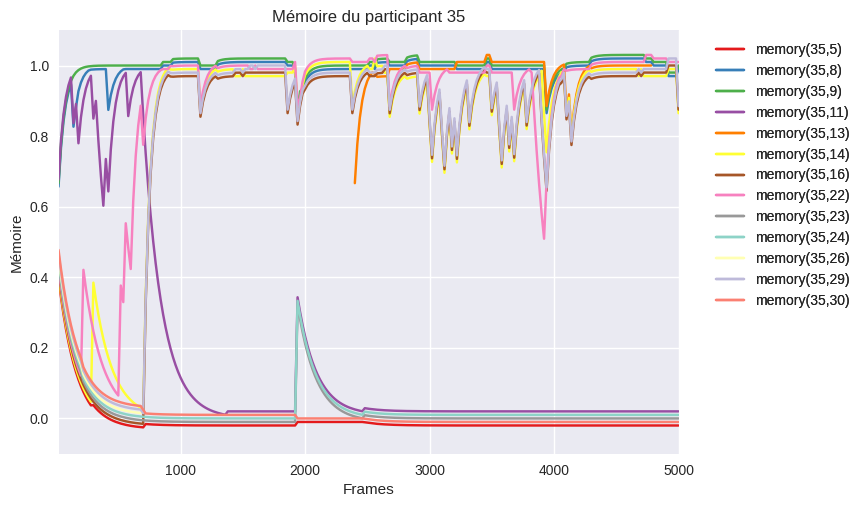 Mémoire du participant 35
Mémoire
1.0
0.8
0.6
0.4
0.2
0.0
1000
2000
3000
4000
5000
Frames
memory(35,5)
memory(35,8)
memory(35,9)
memory(35,11)
memory(35,13)
memory(35,14)
memory(35,16)
memory(35,22)
memory(35,23)
memory(35,24)
memory(35,26)
memory(35,29)
memory(35,30)